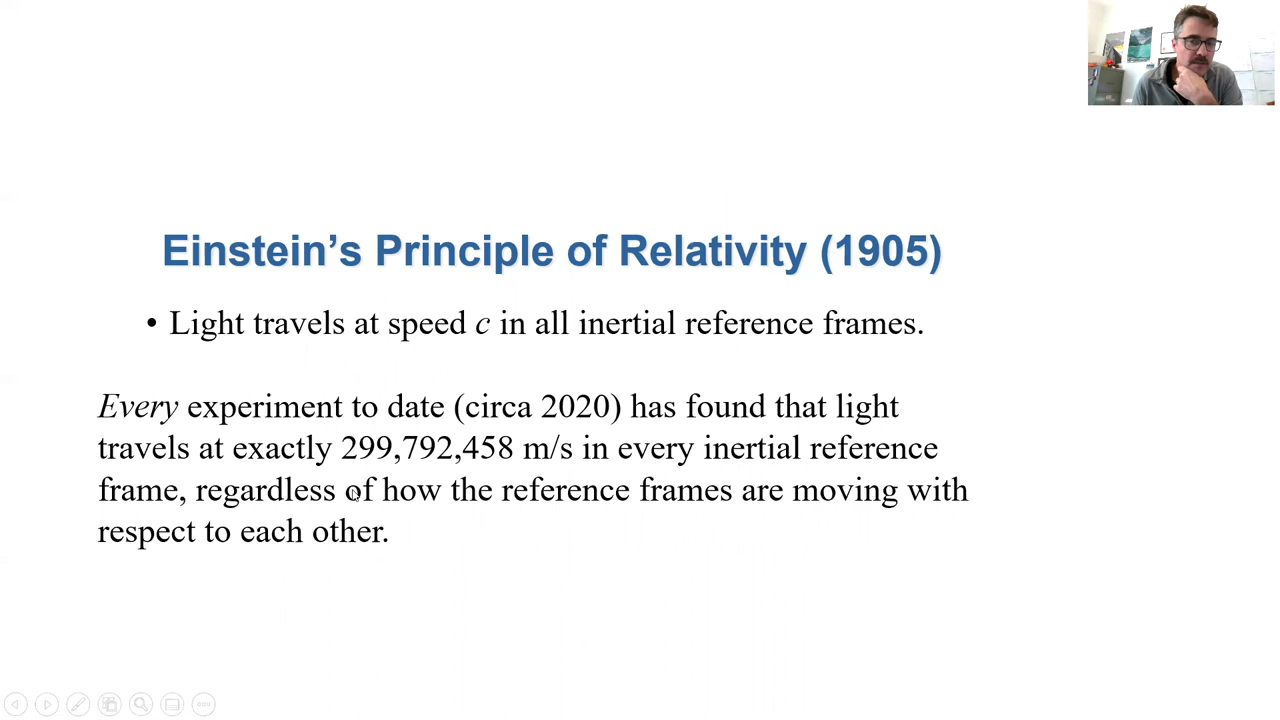 Einstein’s Principle of Relativity (1905)
• Light travels at speed c in all inertial reference frames.
Every experiment to date (circa 2020) has found that light
travels at exactly 299,792,458 m/s in every inertial reference
frame, regardless of how the reference frames are moving with
respect to each other.